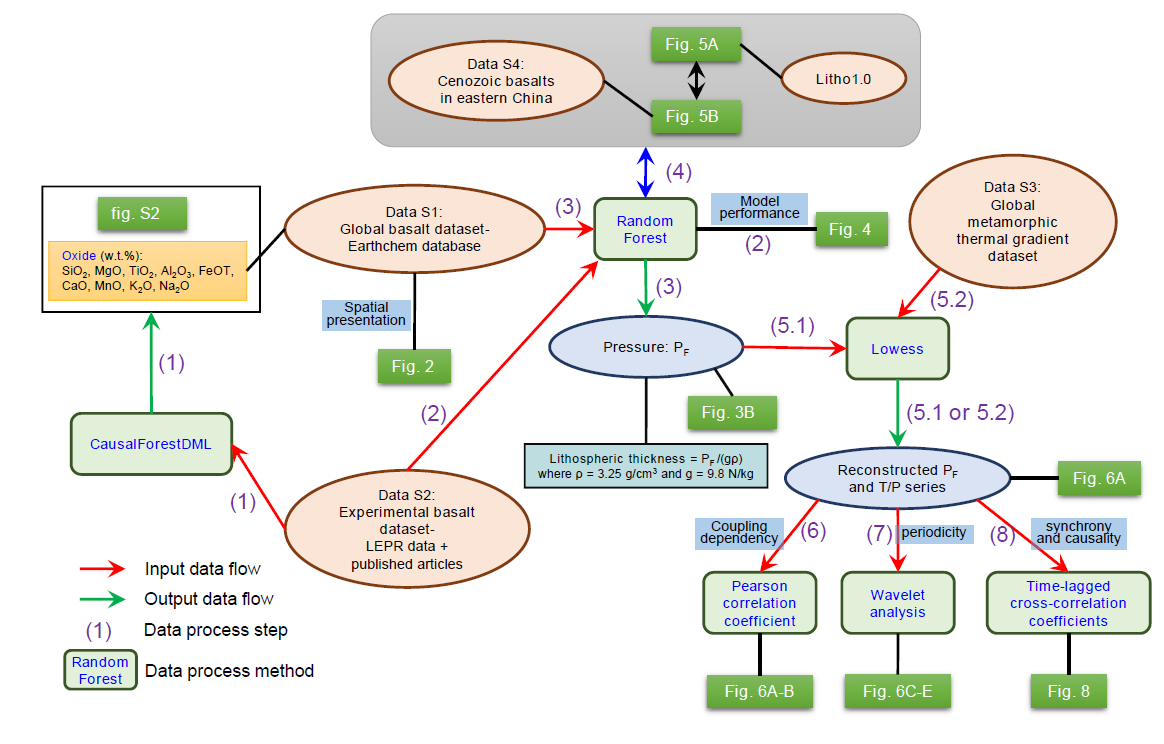 Data S4:
Cenozoic basalts
in eastern China
Fig. 5A
Litho1.0
Fig. 5B
(4)
fig. S2
Oxide (w.t.%):
SiO₂, MgO, TiO₂, Al₂O₃, FeOT,
CaO, MnO, K₂O, Na₂O
Data S1:
Global basalt dataset-
Earthchem database
(3)
Random
Forest
Model
performance
(2)
Fig. 4
Data S3:
Global
metamorphic
thermal gradient
dataset
Spatial
presentation
Fig. 2
(3)
(5.2)
(1)
Pressure: P_F
(5.1)
Lowess
(2)
Fig. 3B
(5.1 or 5.2)
CausalForestDML
Lithospheric thickness = P_F/(gρ)
where ρ = 3.25 g/cm³ and g = 9.8 N/kg
(1)
Data S2:
Experimental basalt
dataset-
LEPR data +
published articles
Reconstructed P_F
and T/P series
Fig. 6A
Coupling
dependency
(6)
(7)
periodicity
(8)
synchrony
and causality
Input data flow
Output data flow
(1)
Data process step
Random
Forest
Data process method
Pearson
correlation
coefficient
Wavelet
analysis
Time-lagged
cross-correlation
coefficients
Fig. 6A-B
Fig. 6C-E
Fig. 8